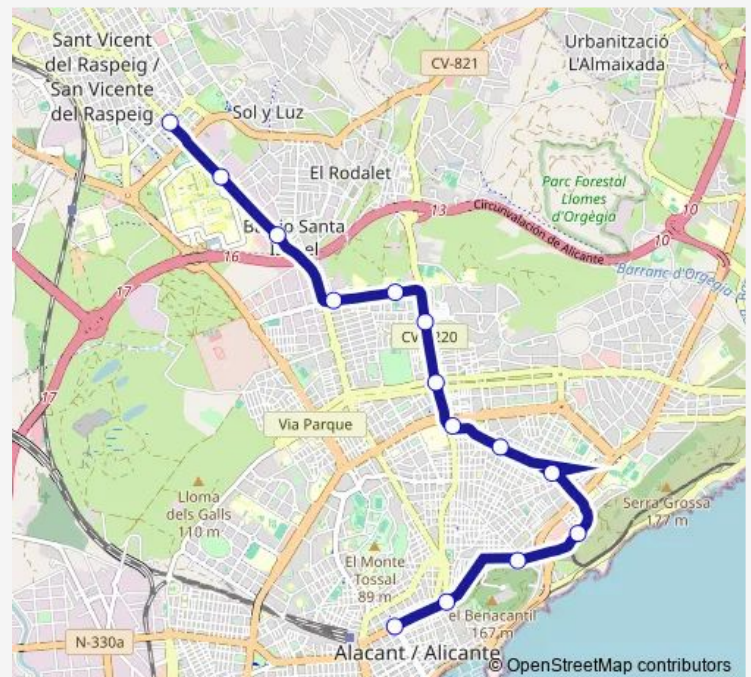 Sant Vicent
del Raspeig /
San Vicente
del Raspeig
Urbanització
L'Almaixada
CV-821
Sol y Luz
El Rodalet
Parc Forestal
Llomes
d'Orgègia
13
Circunvalación de Alicante
10
10
16
17
17
Barranc d'Orgègia
Via Parque
Lloma
dels Galls
110 m
Serra Grossa
177 m
El Monte
Tossal
89 m
el Benacantil
167 m
N-330a
Alacant / Alicante
© OpenStreetMap contributors